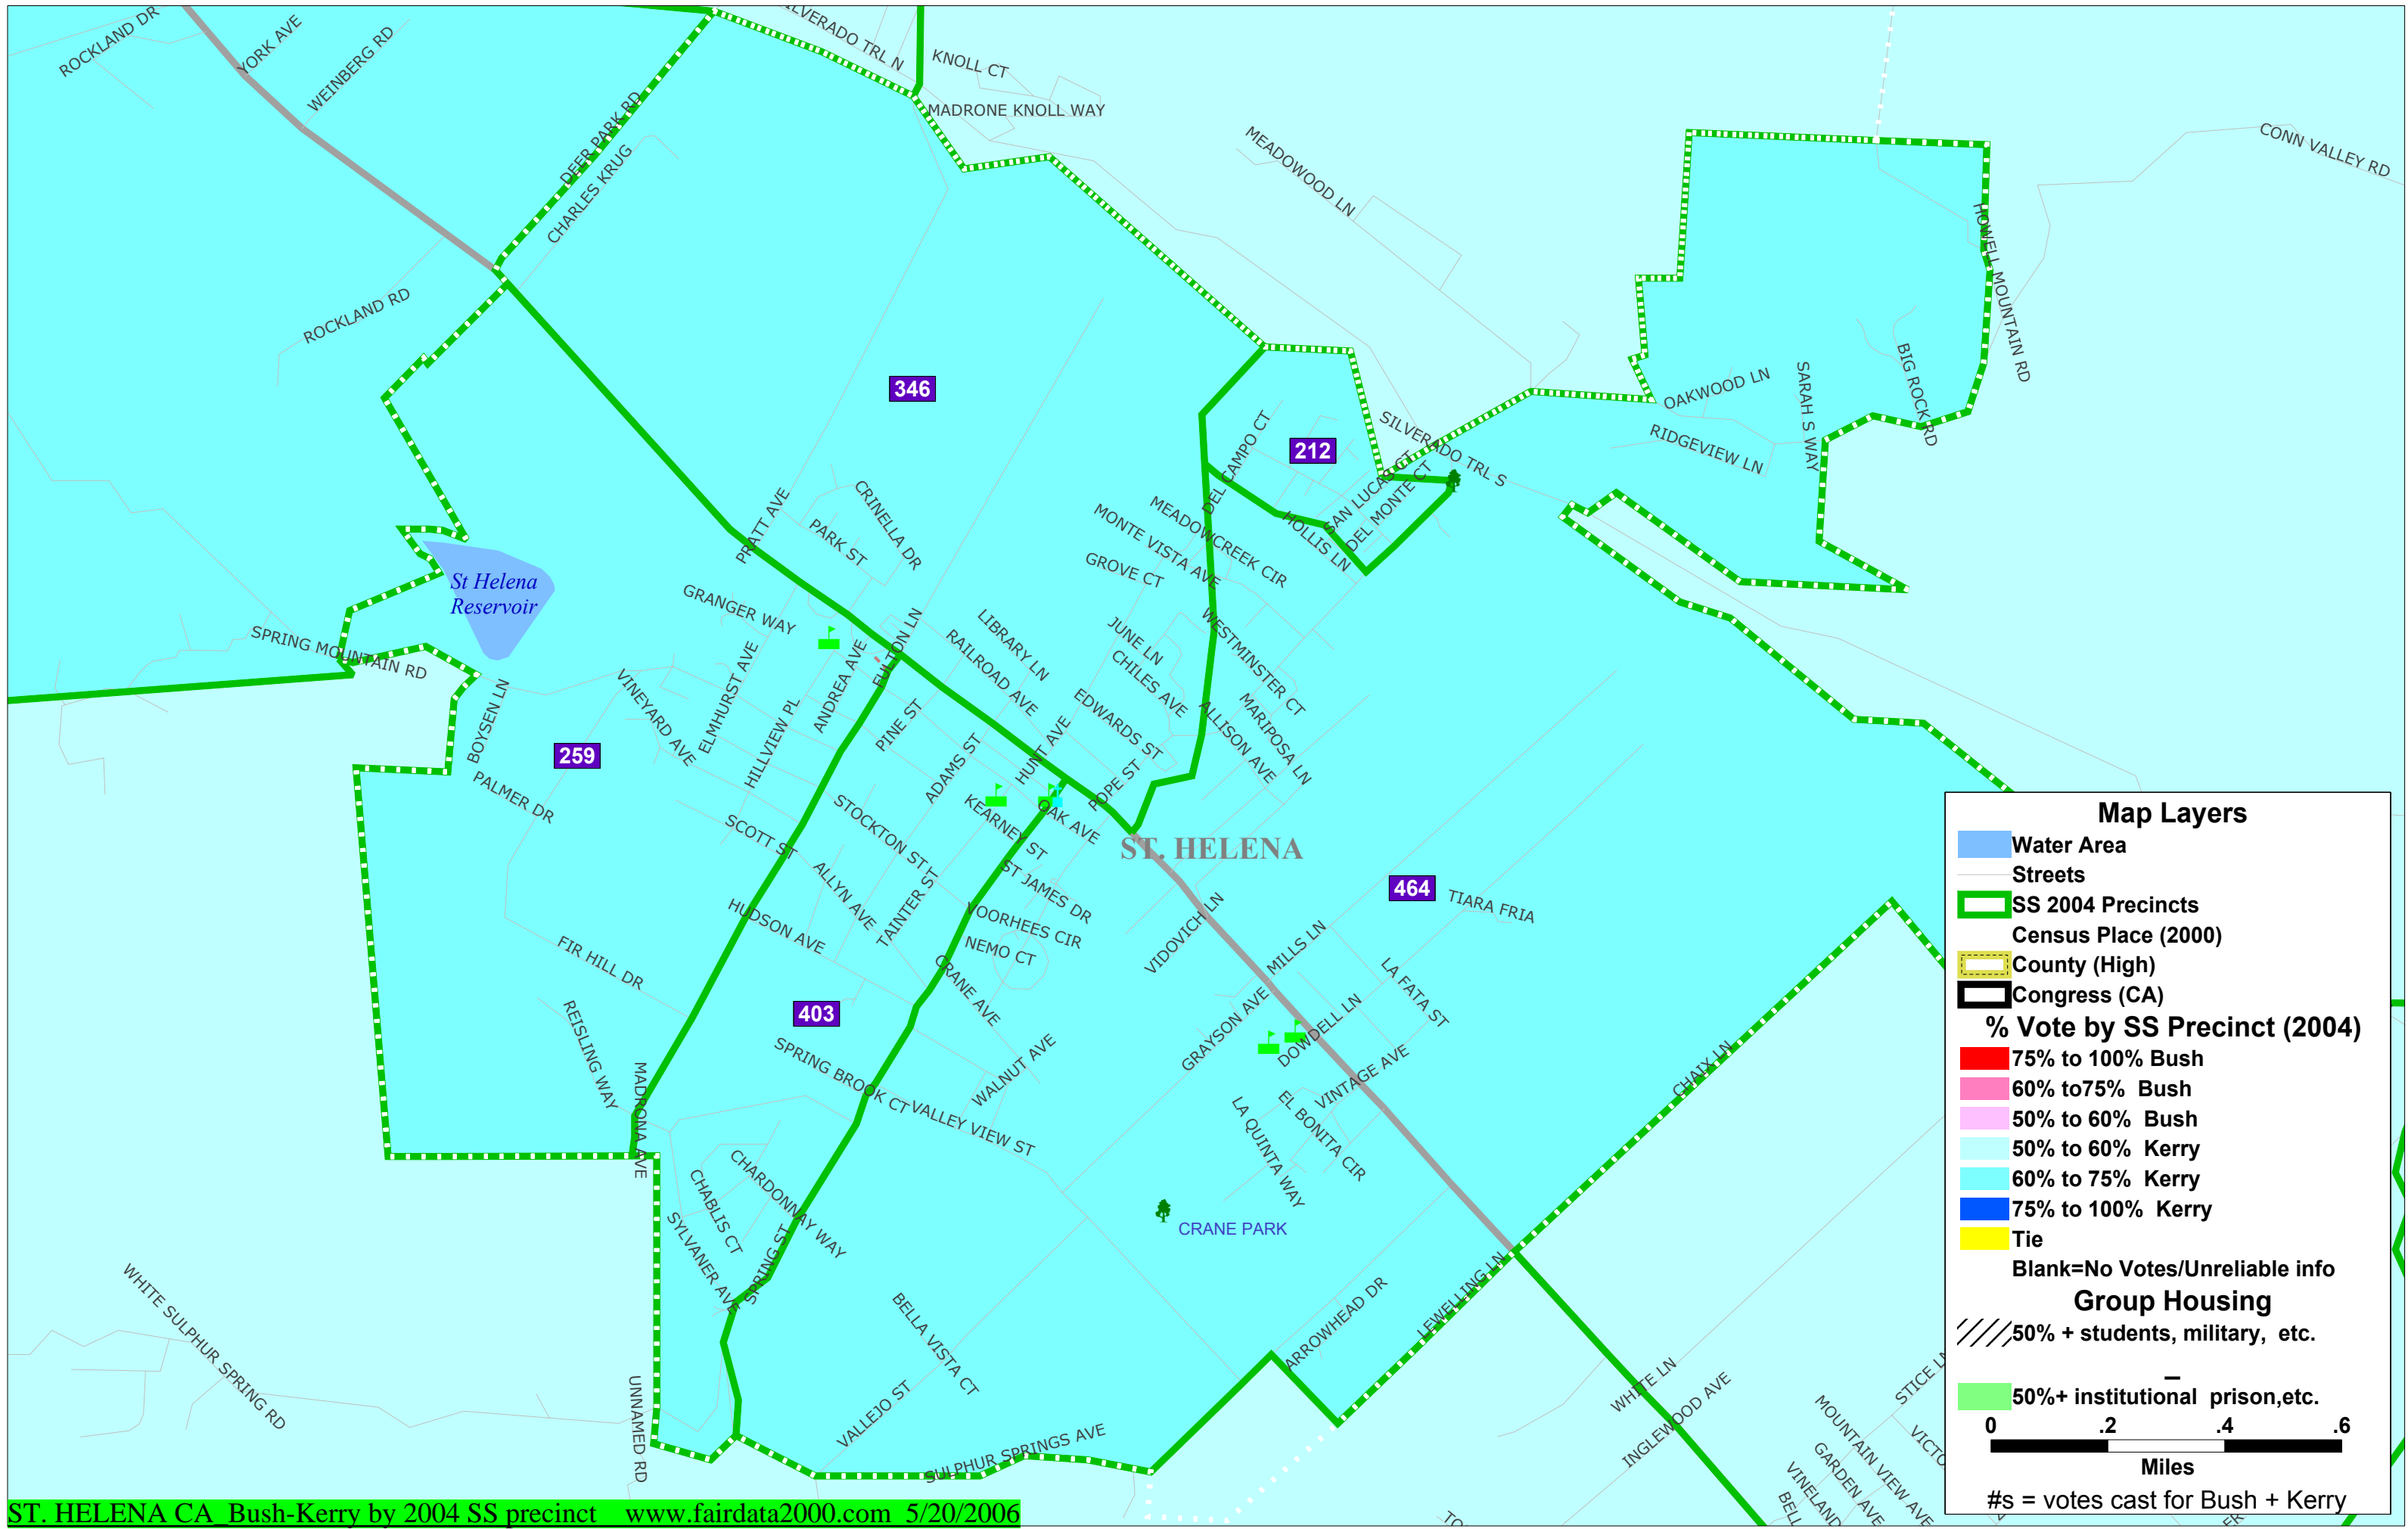 ROCKLAND DR
YORK AVE
WEINBERG RD
SILVERADO TRL N
KNOLL CT
MADRONE KNOLL WAY
DEER PARK RD
CHARLES KRUG
MEADOWOOD LN
CONN VALLEY RD
HOWELL MOUNTAIN RD
ROCKLAND RD
346
212
DEL CAMPO CT
SILVERADO TRL S
OAKWOOD LN
RIDGEVIEW LN
SARAH S WAY
BIG ROCK RD
SAN LUCAS CT
DEL MONTE CT
HOLLIS LN
MEADOWCREEK CIR
MONTE VISTA AVE
GROVE CT
PRATT AVE
CRINELLA DR
PARK ST
St Helena
Reservoir
GRANGER WAY
SPRING MOUNTAIN RD
BOYSEN LN
VINEYARD AVE
ELMHURST AVE
HILLVIEW PL
ANDREA AVE
FULTON LN
LIBRARY LN
RAILROAD AVE
JUNE LN
CHILES AVE
EDWARDS ST
WESTMINSTER CT
MARIPOSA LN
ALLISON AVE
PINE ST
ADAMS ST
HUNT AVE
POPE ST
OAK AVE
KEARNEY ST
259
PALMER DR
SCOTT ST
STOCKTON ST
ALLYN AVE
TAINTER ST
ST JAMES DR
VOORHEES CIR
NEMO CT
CRANE AVE
HUDSON AVE
FIR HILL DR
REISLING WAY
MADRONA AVE
403
SPRING BROOK CT
VALLEY VIEW ST
WALNUT AVE
ST. HELENA
464
TIARA FRIA
VIDOVICH LN
MILLS LN
LA FATA ST
GRAYSON AVE
DOWDELL LN
VINTAGE AVE
EL BONITA CIR
LA QUINTA WAY
CHAIX LN
CRANE PARK
CHARDONNAY WAY
CHABLIS CT
SYLVANER AVE
SPRING ST
BELLA VISTA CT
VALLEJO ST
SULPHUR SPRINGS AVE
ARROWHEAD DR
LEWELLING LN
WHITE SULPHUR SPRING RD
UNNAMED RD
WHITE LN
INGLEWOOD AVE
STICE LN
MOUNTAIN VIEW AVE
GARDEN AVE
VINELAND
BELL
VICTO
TO
ER
Map Layers
Water Area
Streets
SS 2004 Precincts
Census Place (2000)
County (High)
Congress (CA)
% Vote by SS Precinct (2004)
75% to 100% Bush
60% to75% Bush
50% to 60% Bush
50% to 60% Kerry
60% to 75% Kerry
75% to 100% Kerry
Tie
Blank=No Votes/Unreliable info
Group Housing
50% + students, military, etc.
50%+ institutional prison,etc.
0 .2 .4 .6
Miles
#s = votes cast for Bush + Kerry
ST. HELENA CA_Bush-Kerry by 2004 SS precinct www.fairdata2000.com 5/20/2006